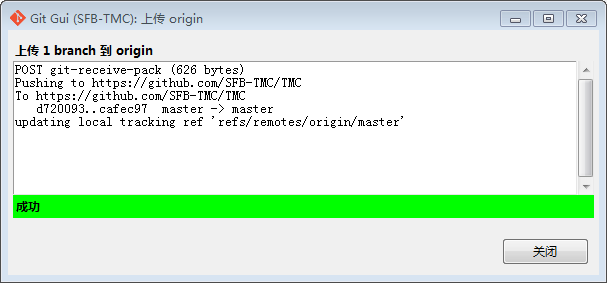 Git Gui (SFB-TMC): 上传 origin
上传 1 branch 到 origin
POST git-receive-pack (626 bytes)
Pushing to https://github.com/SFB-TMC/TMC
To https://github.com/SFB-TMC/TMC
   d720093..cafec97  master -> master
updating local tracking ref 'refs/remotes/origin/master'
成功
关闭